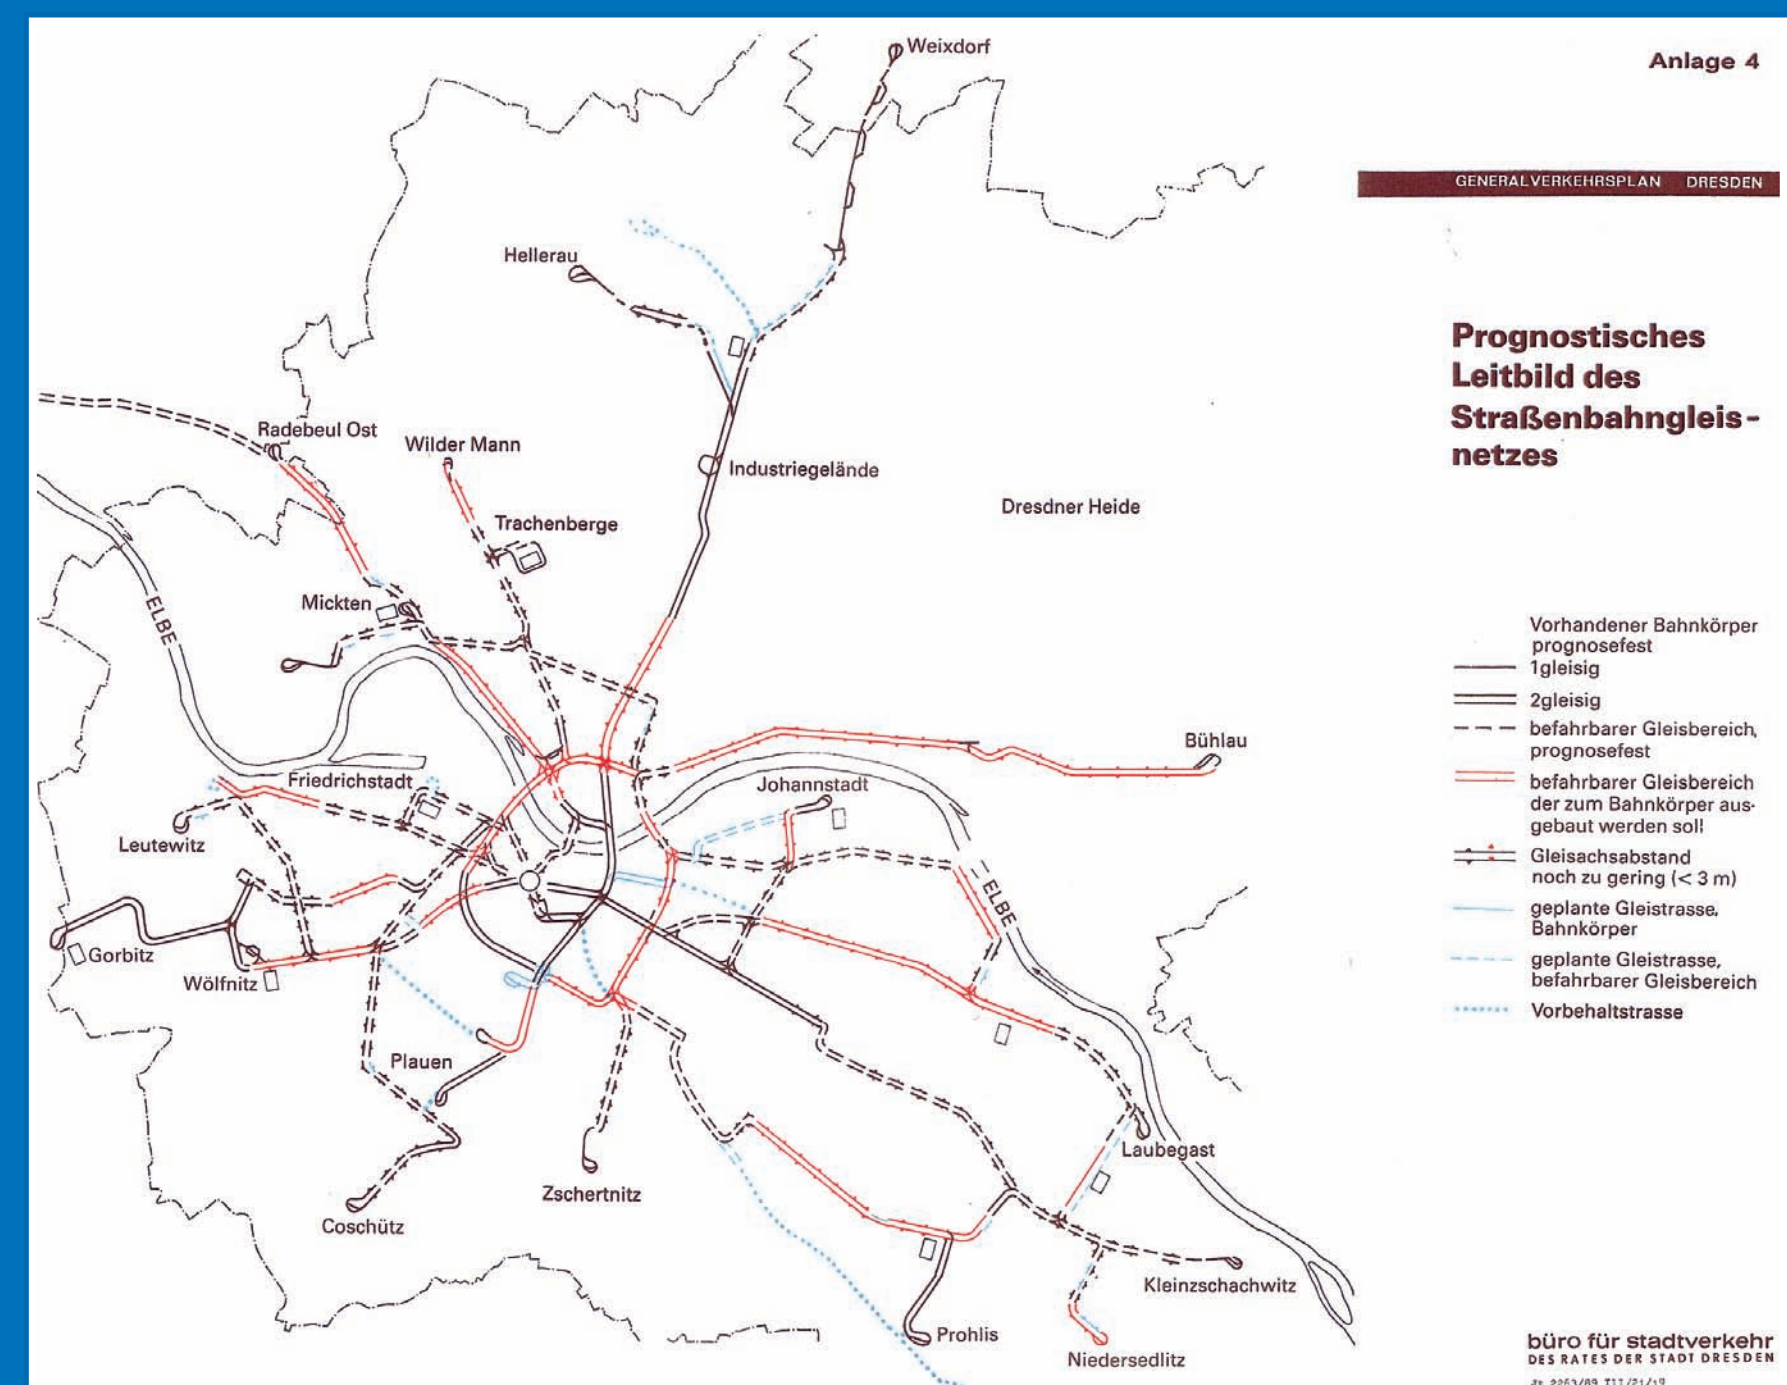 Anlage 4
GENERALVERKEHRSPLAN DRESDEN
Prognostisches
Leitbild des
Straßenbahngleis-
netzes
Weixdorf
Hellerau
Radebeul Ost
Wilder Mann
Industriegelände
Trachenberge
Dresdner Heide
Mickten
ELBE
Bühlau
Friedrichstadt
Johannstadt
Leutewitz
ELBE
Gorbitz
Wölfnitz
Plauen
Laubegast
Zschertnitz
Coschütz
Kleinzschachwitz
Prohlis
Niedersedlitz
Vorhandener Bahnkörper
prognosefest
1gleisig
2gleisig
befahrbarer Gleisbereich,
prognosefest
befahrbarer Gleisbereich
der zum Bahnkörper aus-
gebaut werden soll
Gleisachsabstand
noch zu gering (< 3 m)
geplante Gleistrasse,
Bahnkörper
geplante Gleistrasse,
befahrbarer Gleisbereich
Vorbehaltstrasse
büro für stadtverkehr
DES RATES DER STADT DRESDEN